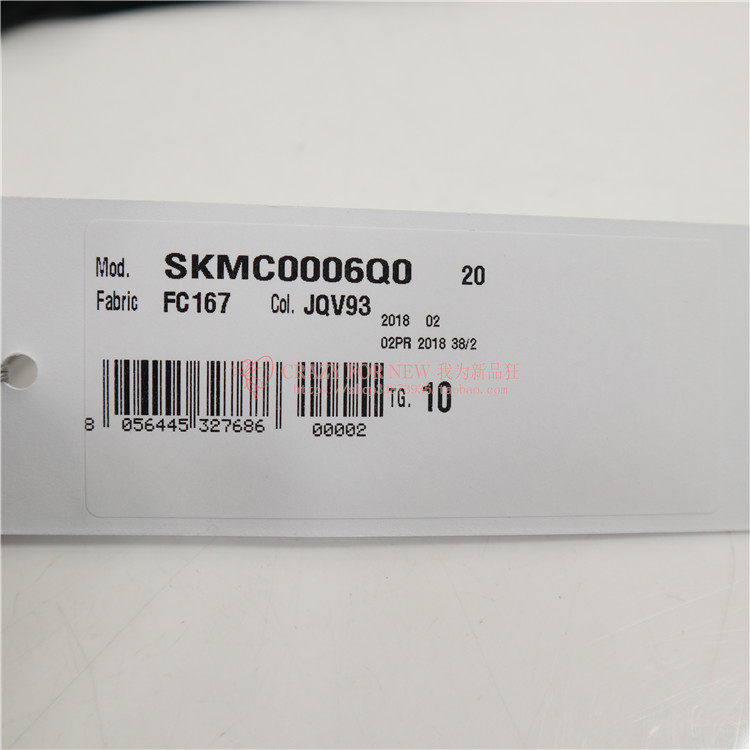 Mod. SKMC0006Q0 20
Fabric FC167 Col. JQV93
2018 02
02PR 2018 38/2
CRAZY FOR NEW 我为新品狂
TG. 10
8 056445 327686 00002